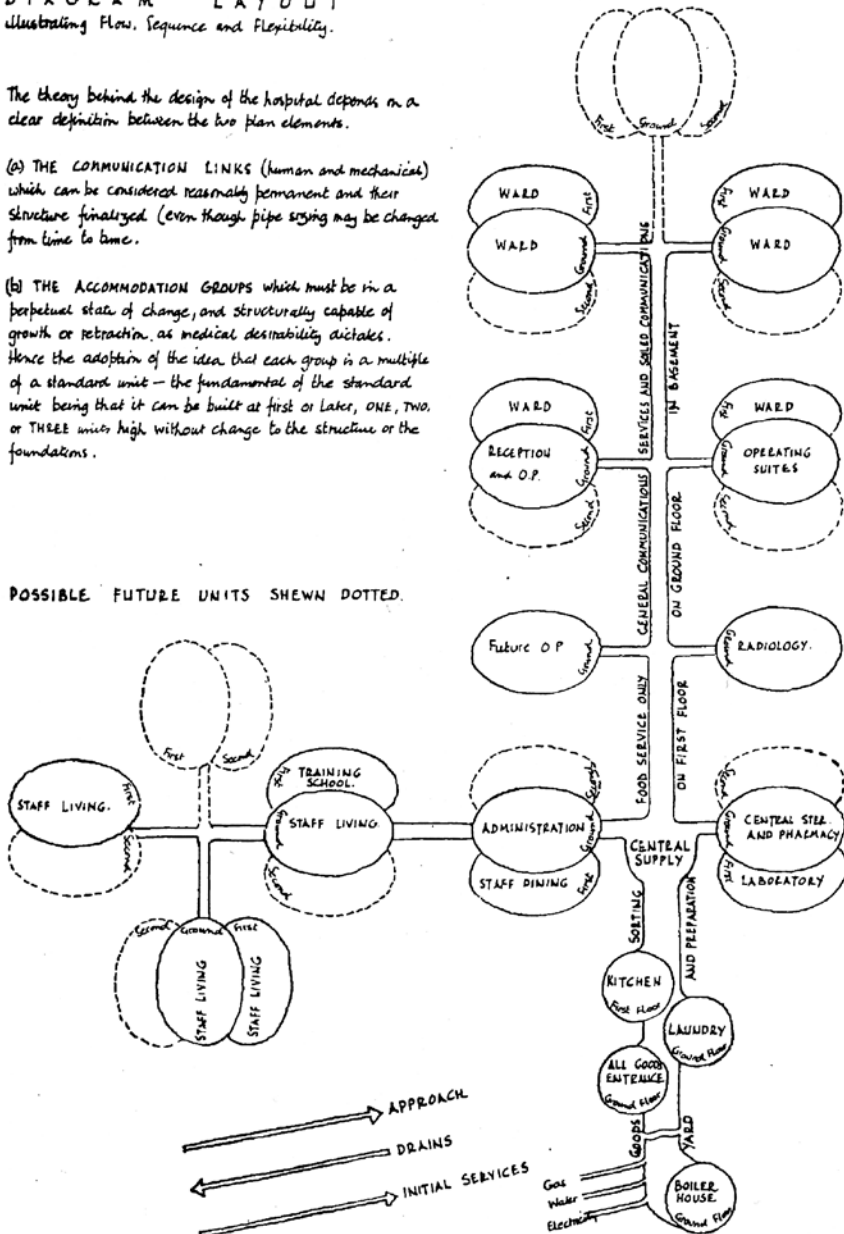 DIAGRAM LAYOUT
illustrating Flow, Sequence and Flexibility.
The theory behind the design of the hospital depends on a
clear definition between the two plan elements.
(a) THE COMMUNICATION LINKS (human and mechanical)
which can be considered reasonably permanent and their
structure finalized (even though pipe sizing may be changed
from time to time.
(b) THE ACCOMMODATION GROUPS which must be in a
perpetual state of change, and structurally capable of
growth or retraction, as medical desirability dictates.
Hence the adoption of the idea that each group is a multiple
of a standard unit — the fundamental of the standard
unit being that it can be built at first or later, ONE, TWO,
or THREE units high without change to the structure or the
foundations.
POSSIBLE FUTURE UNITS SHEWN DOTTED.
First
Ground
Second
WARD
First
WARD
Ground
Second
First
WARD
Ground
WARD
Second
SERVICES AND SOILED COMMUNICATIONS
IN BASEMENT
WARD
First
RECEPTION
and O.P.
Ground
Second
First
WARD
Ground
OPERATING
SUITES
Second
GENERAL COMMUNICATIONS
ON GROUND FLOOR
Future O P
Ground
Ground
RADIOLOGY.
FOOD SERVICE ONLY
ON FIRST FLOOR
First
Second
STAFF LIVING.
First
Second
First
TRAINING
SCHOOL.
Ground
STAFF LIVING.
Second
Second
ADMINISTRATION
Ground
STAFF DINING
First
Second
Ground
CENTRAL STER.
AND PHARMACY
First
LABORATORY
CENTRAL
SUPPLY
Second
Ground
First
STAFF LIVING
STAFF LIVING
SORTING
AND PREPARATION
KITCHEN
First Floor
LAUNDRY
Ground Floor
ALL GOODS
ENTRANCE
Ground Floor
GOODS
YARD
BOILER
HOUSE
Ground Floor
APPROACH
DRAINS
INITIAL SERVICES
Gas
Water
Electricity